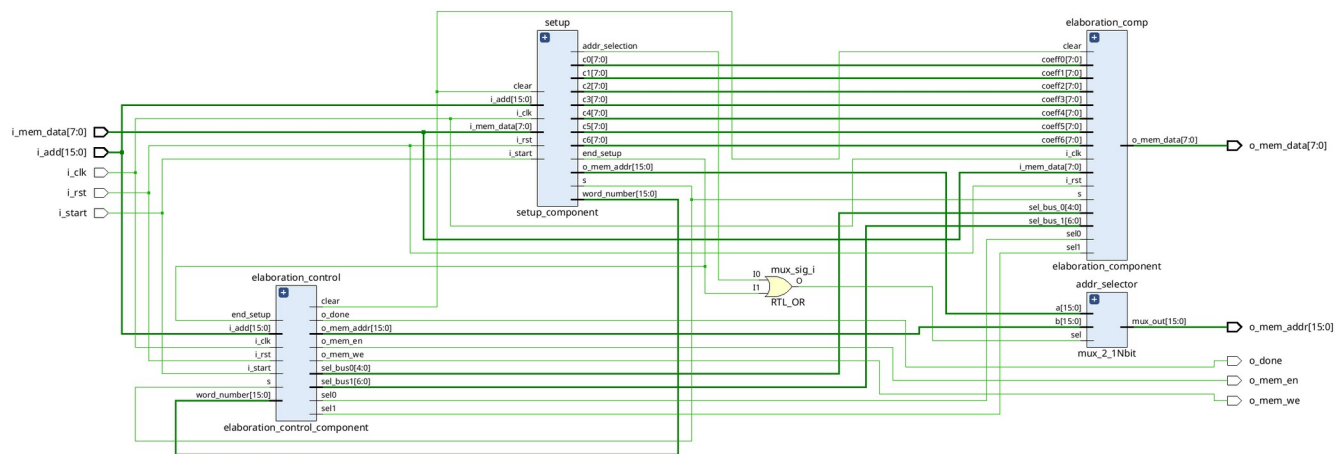 i_mem_data[7:0]
i_add[15:0]
i_clk
i_rst
i_start
setup
addr_selection
c0[7:0]
c1[7:0]
c2[7:0]
c3[7:0]
c4[7:0]
c5[7:0]
c6[7:0]
end_setup
o_mem_addr[15:0]
s
word_number[15:0]
clear
i_add[15:0]
i_clk
i_mem_data[7:0]
i_rst
i_start
setup_component
elaboration_comp
clear
coeff0[7:0]
coeff1[7:0]
coeff2[7:0]
coeff3[7:0]
coeff4[7:0]
coeff5[7:0]
coeff6[7:0]
i_clk
i_mem_data[7:0]
i_rst
s
sel_bus_0[4:0]
sel_bus_1[6:0]
sel0
sel1
o_mem_data[7:0]
elaboration_component
o_mem_data[7:0]
elaboration_control
end_setup
i_add[15:0]
i_clk
i_rst
i_start
s
word_number[15:0]
clear
o_done
o_mem_addr[15:0]
o_mem_en
o_mem_we
sel_bus0[4:0]
sel_bus1[6:0]
sel0
sel1
elaboration_control_component
mux_sig_i
I0
I1
O
RTL_OR
addr_selector
a[15:0]
b[15:0]
sel
mux_out[15:0]
mux_2_1Nbit
o_mem_addr[15:0]
o_done
o_mem_en
o_mem_we